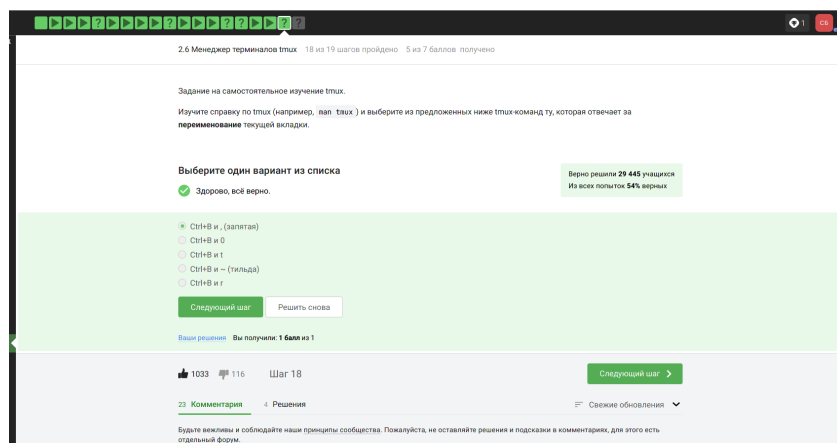 1
СБ
2.6 Менеджер терминалов tmux 18 из 19 шагов пройдено 5 из 7 баллов получено
Задание на самостоятельное изучение tmux.
Изучите справку по tmux (например, man tmux ) и выберите из предложенных ниже tmux-команд ту, которая отвечает за
переименование текущей вкладки.
Выберите один вариант из списка
Здорово, всё верно.
Верно решили 29 445 учащихся
Из всех попыток 54% верных
Ctrl+B и , (запятая)
Ctrl+B и 0
Ctrl+B и t
Ctrl+B и ~ (тильда)
Ctrl+B и r
Следующий шаг Решить снова
Ваши решения Вы получили: 1 балл из 1
1033 116 Шаг 18 Следующий шаг
23 Комментария 4 Решения Свежие обновления
Будьте вежливы и соблюдайте наши принципы сообщества. Пожалуйста, не оставляйте решения и подсказки в комментариях, для этого есть
отдельный форум.